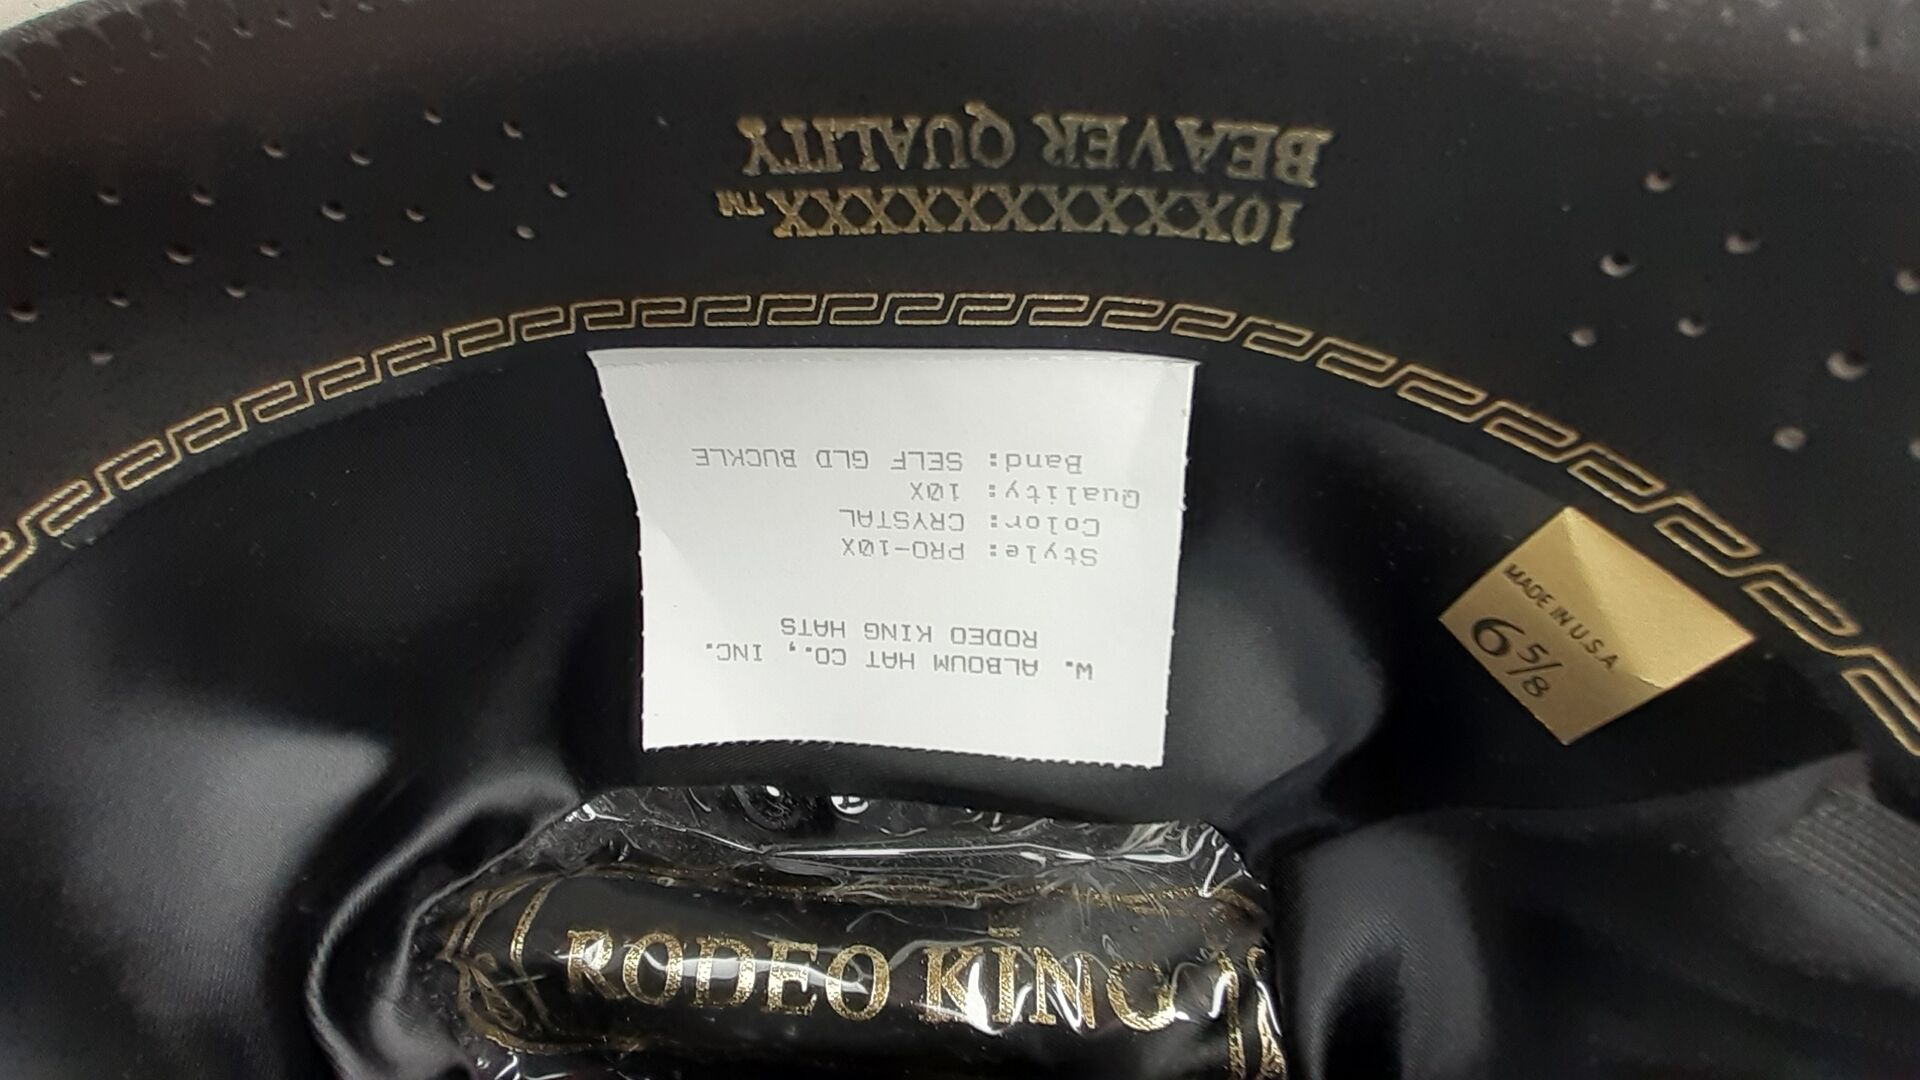 10XXXXXXXXXX™
BEAVER QUALITY
W. ALBOUM HAT CO., INC.
RODEO KING HATS
Style: PRO-10X
Color: CRYSTAL
Quality: 10X
Band: SELF GLD BUCKLE
MADE IN U.S.A.
6 5/8
RODEO KING